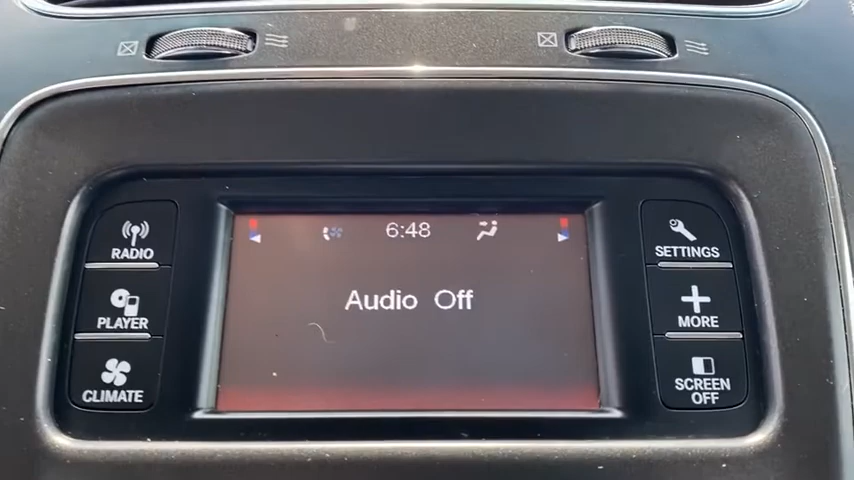 6:48
Audio Off
RADIO
PLAYER
CLIMATE
SETTINGS
MORE
SCREEN
OFF